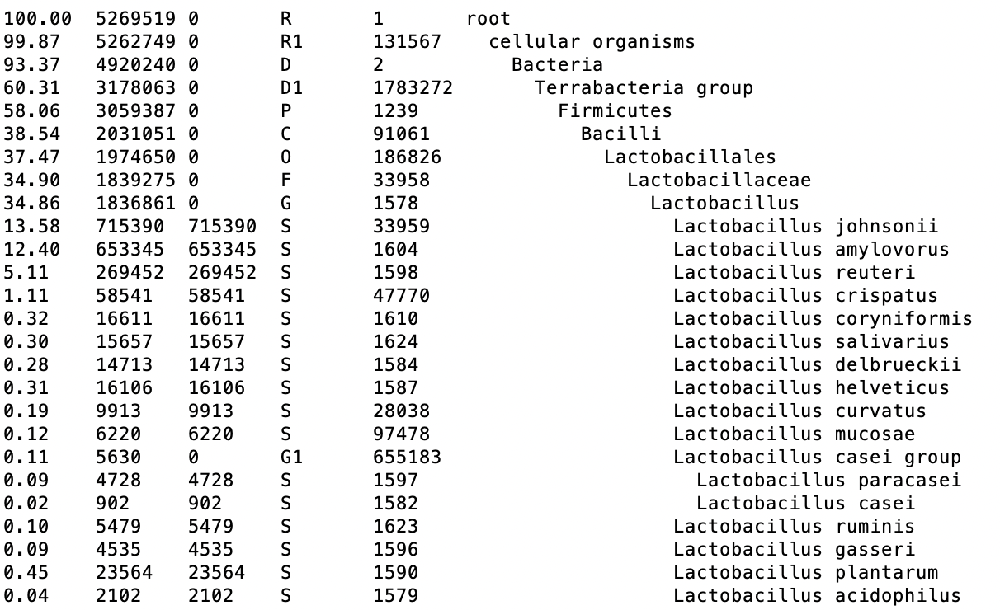 100.00 5269519 0 R 1 root
99.87 5262749 0 R1 131567 cellular organisms
93.37 4920240 0 D 2 Bacteria
60.31 3178063 0 D1 1783272 Terrabacteria group
58.06 3059387 0 P 1239 Firmicutes
38.54 2031051 0 C 91061 Bacilli
37.47 1974650 0 O 186826 Lactobacillales
34.90 1839275 0 F 33958 Lactobacillaceae
34.86 1836861 0 G 1578 Lactobacillus
13.58 715390 715390 S 33959 Lactobacillus johnsonii
12.40 653345 653345 S 1604 Lactobacillus amylovorus
5.11 269452 269452 S 1598 Lactobacillus reuteri
1.11 58541 58541 S 47770 Lactobacillus crispatus
0.32 16611 16611 S 1610 Lactobacillus coryniformis
0.30 15657 15657 S 1624 Lactobacillus salivarius
0.28 14713 14713 S 1584 Lactobacillus delbrueckii
0.31 16106 16106 S 1587 Lactobacillus helveticus
0.19 9913 9913 S 28038 Lactobacillus curvatus
0.12 6220 6220 S 97478 Lactobacillus mucosae
0.11 5630 0 G1 655183 Lactobacillus casei group
0.09 4728 4728 S 1597 Lactobacillus paracasei
0.02 902 902 S 1582 Lactobacillus casei
0.10 5479 5479 S 1623 Lactobacillus ruminis
0.09 4535 4535 S 1596 Lactobacillus gasseri
0.45 23564 23564 S 1590 Lactobacillus plantarum
0.04 2102 2102 S 1579 Lactobacillus acidophilus